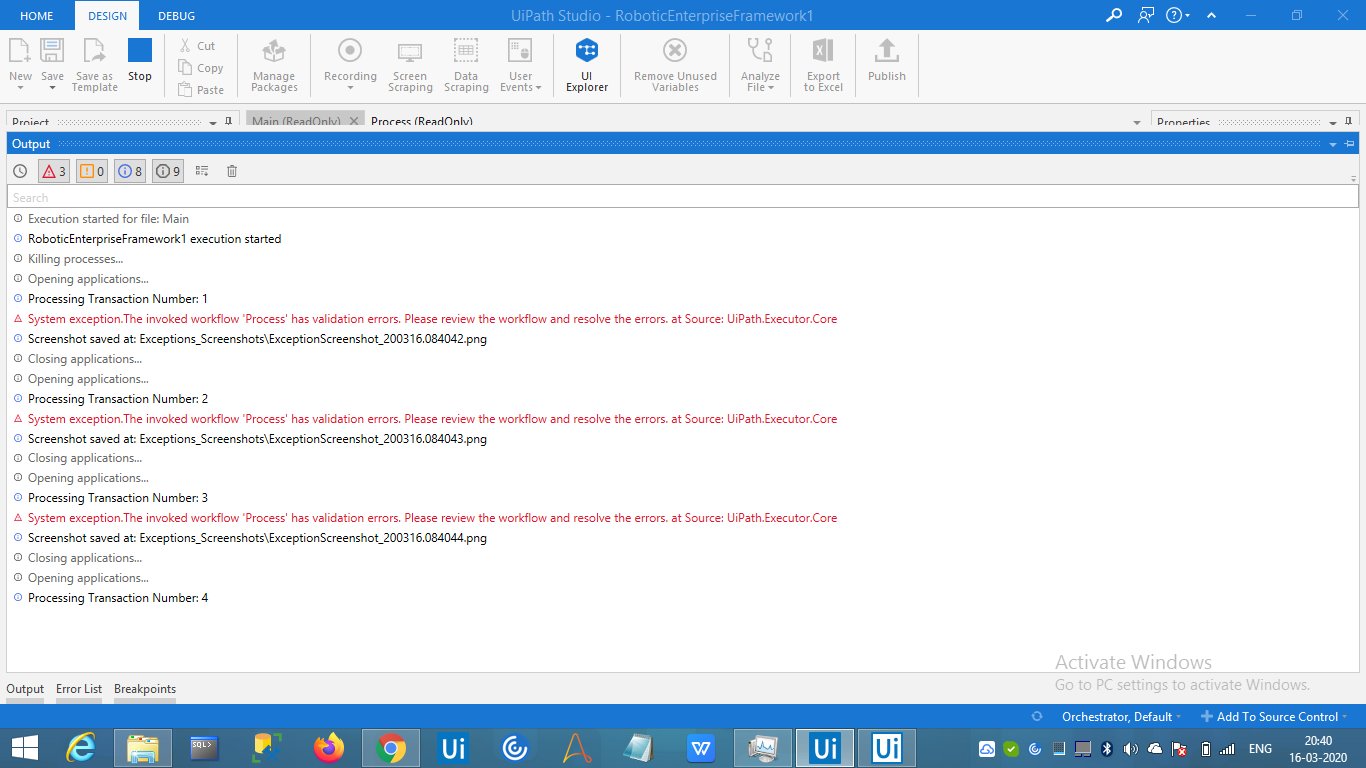 HOME DESIGN DEBUG UiPath Studio - RoboticEnterpriseFramework1
New Save Save as Template Stop Cut Copy Paste Manage Packages Recording Screen Scraping Data Scraping User Events UI Explorer Remove Unused Variables Analyze File Export to Excel Publish
Project Main (ReadOnly) Process (ReadOnly) Properties
Output
3 0 8 9
Search
Execution started for file: Main
RoboticEnterpriseFramework1 execution started
Killing processes...
Opening applications...
Processing Transaction Number: 1
System exception.The invoked workflow 'Process' has validation errors. Please review the workflow and resolve the errors. at Source: UiPath.Executor.Core
Screenshot saved at: Exceptions_Screenshots\ExceptionScreenshot_200316.084042.png
Closing applications...
Opening applications...
Processing Transaction Number: 2
System exception.The invoked workflow 'Process' has validation errors. Please review the workflow and resolve the errors. at Source: UiPath.Executor.Core
Screenshot saved at: Exceptions_Screenshots\ExceptionScreenshot_200316.084043.png
Closing applications...
Opening applications...
Processing Transaction Number: 3
System exception.The invoked workflow 'Process' has validation errors. Please review the workflow and resolve the errors. at Source: UiPath.Executor.Core
Screenshot saved at: Exceptions_Screenshots\ExceptionScreenshot_200316.084044.png
Closing applications...
Opening applications...
Processing Transaction Number: 4
Activate Windows
Go to PC settings to activate Windows.
Output Error List Breakpoints
Orchestrator, Default Add To Source Control
SQL> Ui W Ui Ui ENG 20:40
16-03-2020